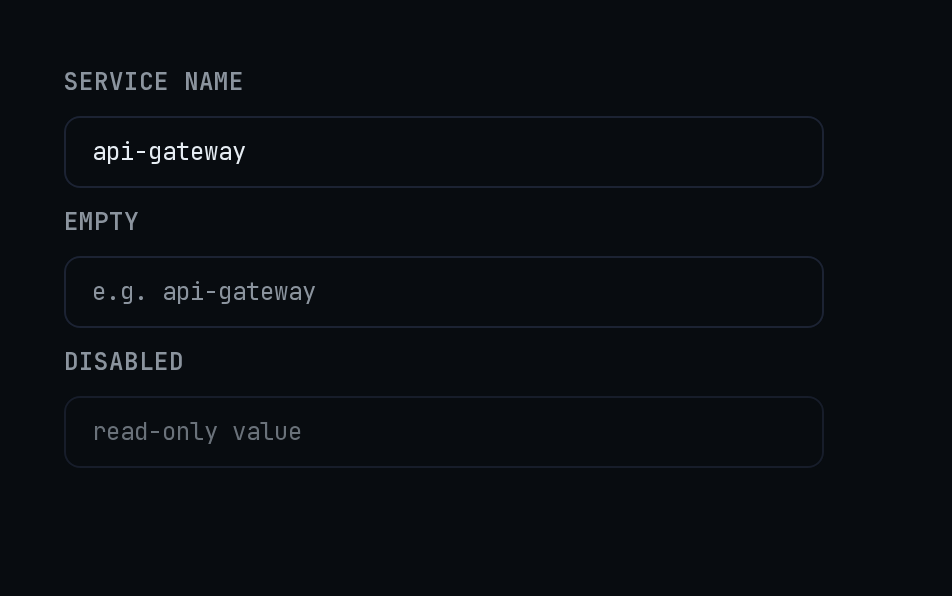 SERVICE NAME
api-gateway
EMPTY
e.g. api-gateway
DISABLED
read-only value